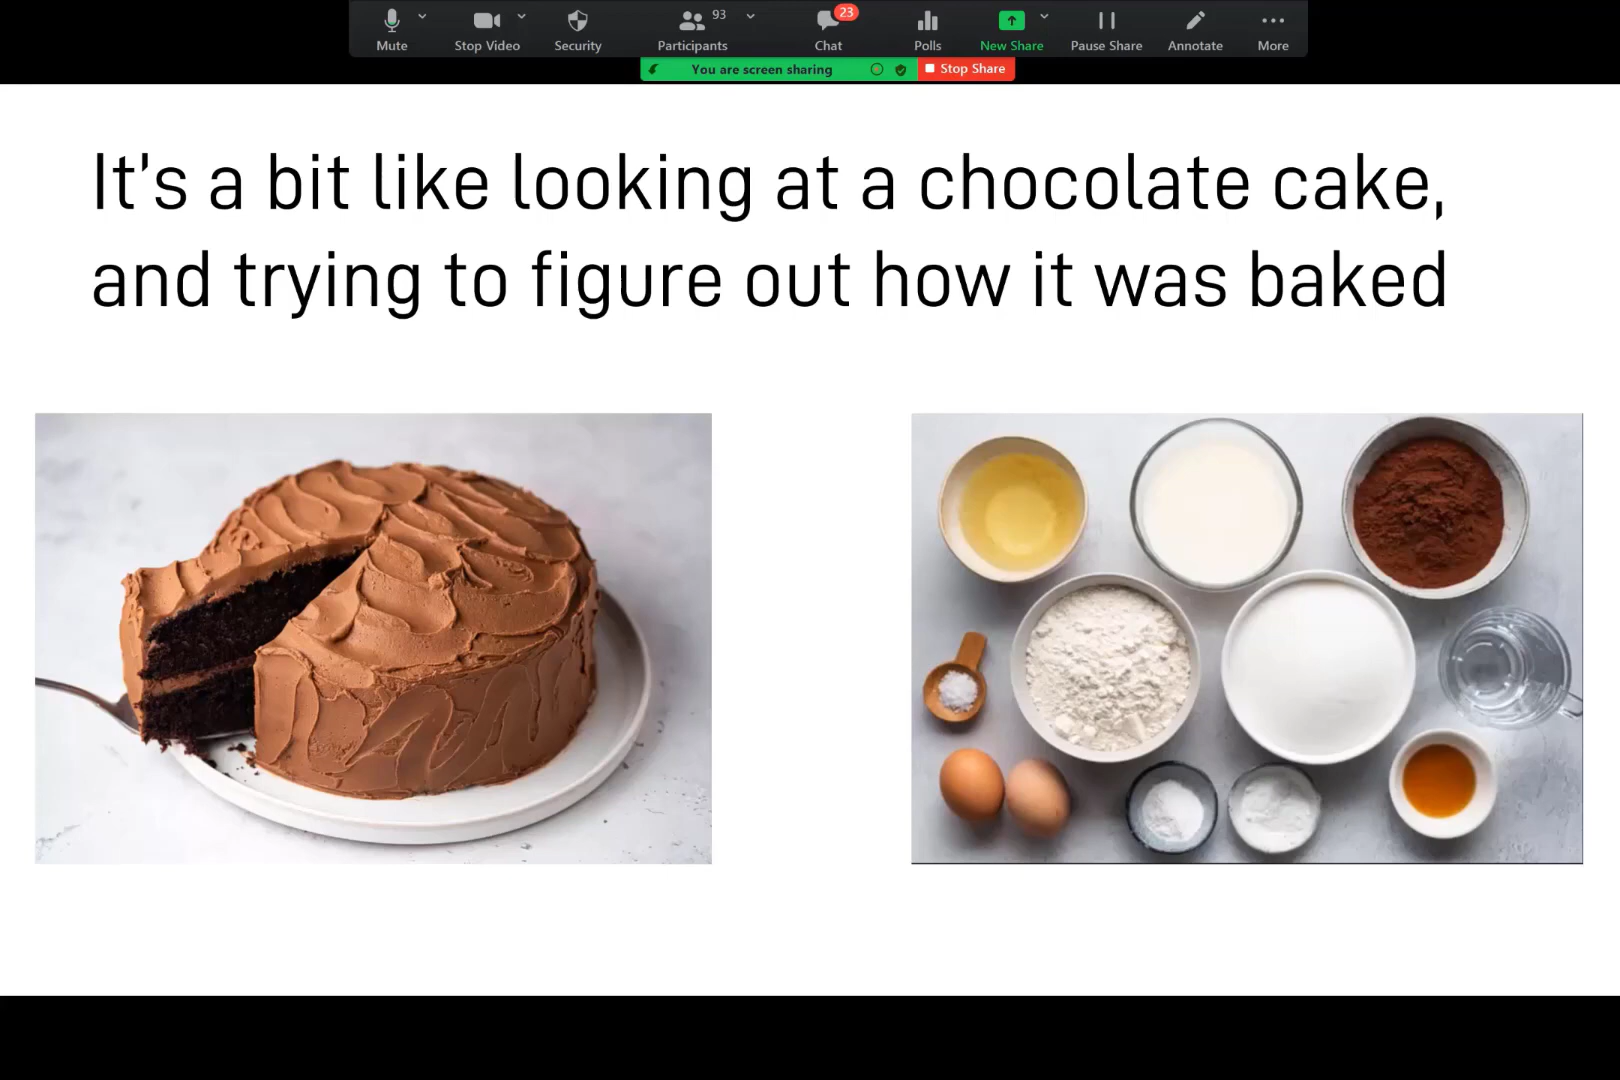 Mute
Stop Video
Security
Participants
93
Chat
23
Polls
New Share
Pause Share
Annotate
More
You are screen sharing
Stop Share
It's a bit like looking at a chocolate cake,
and trying to figure out how it was baked